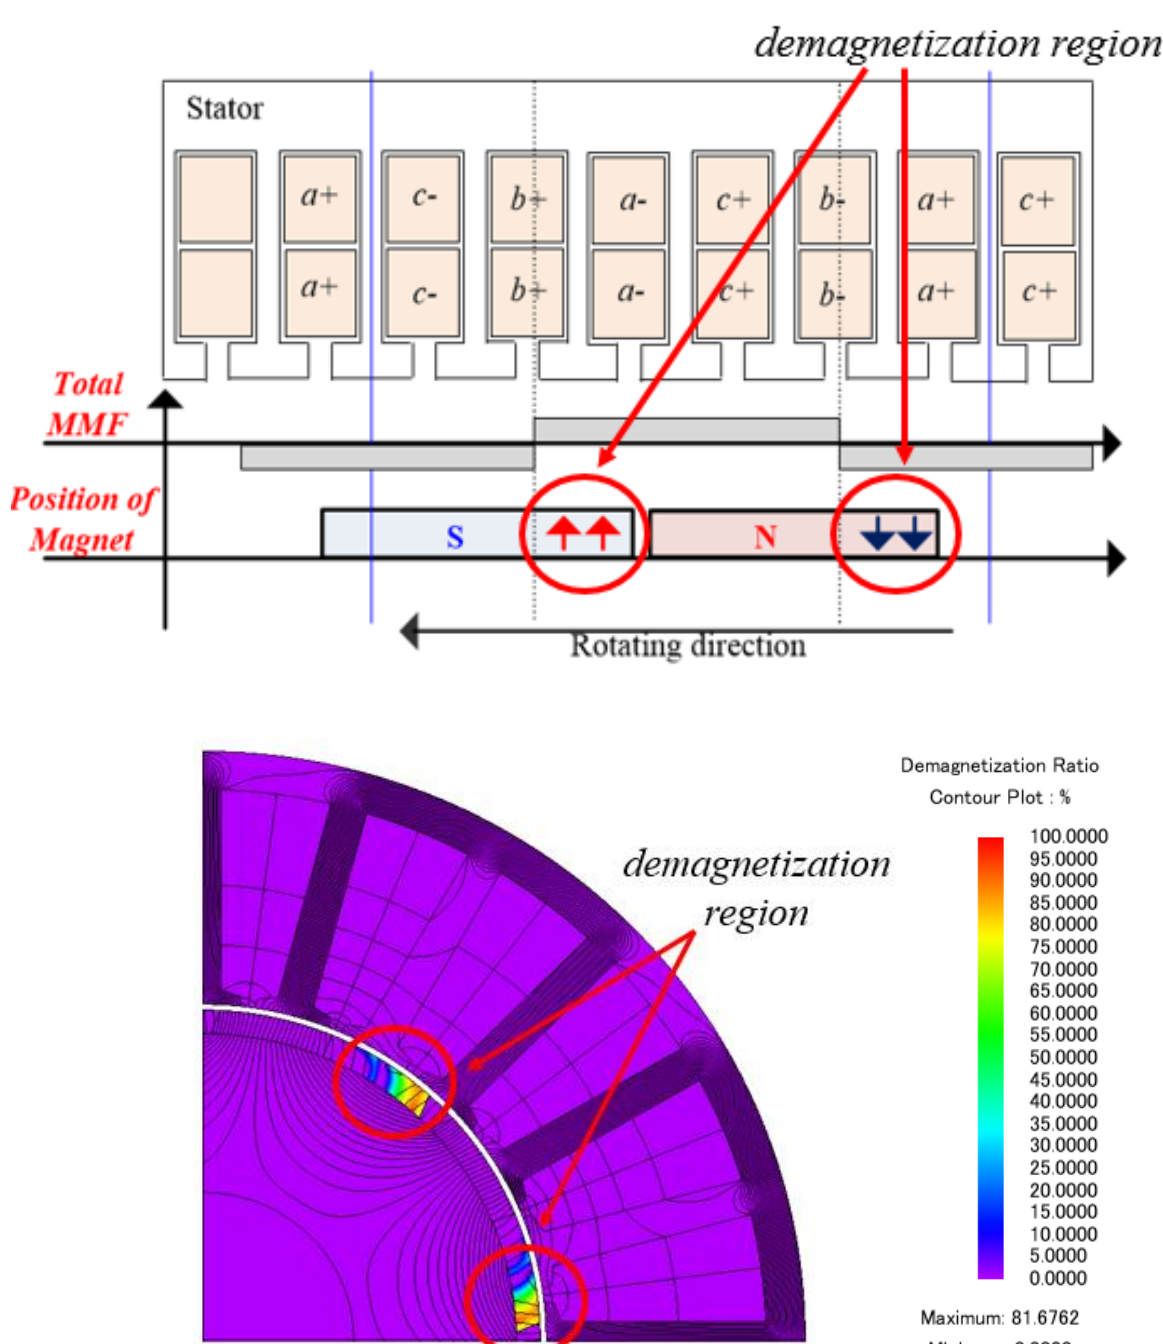 demagnetization region
Stator
a+ c- b+ a- c+ b- a+ c+
a+ c- b+ a- c+ b- a+ c+
Total
MMF
Position of
Magnet
S N
Rotating direction
Demagnetization Ratio
Contour Plot : %
demagnetization
region
100.0000
95.0000
90.0000
85.0000
80.0000
75.0000
70.0000
65.0000
60.0000
55.0000
50.0000
45.0000
40.0000
35.0000
30.0000
25.0000
20.0000
15.0000
10.0000
5.0000
0.0000
Maximum: 81.6762